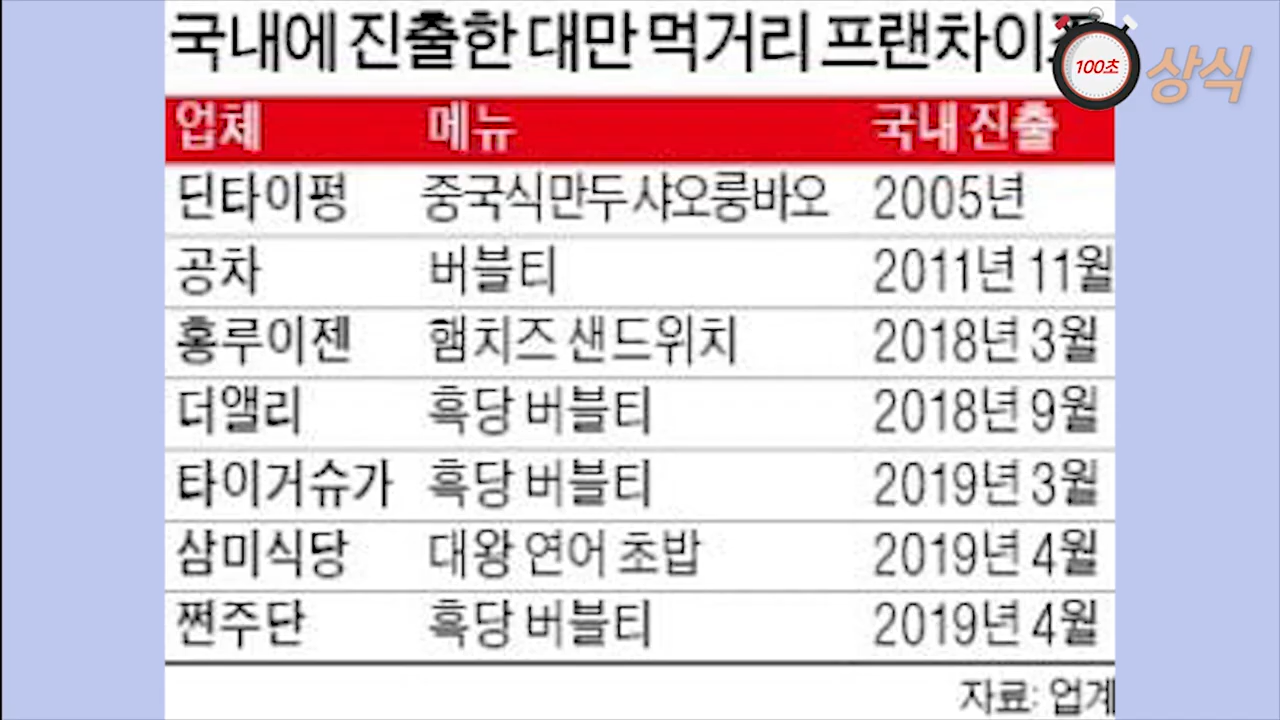 국내에 진출한 대만 먹거리 프랜차이즈
100초 상식
업체 메뉴 국내 진출
딘타이펑 중국식 만두 샤오룽바오 2005년
공차 버블티 2011년 11월
홍루이젠 햄치즈 샌드위치 2018년 3월
더앨리 흑당 버블티 2018년 9월
타이거슈가 흑당 버블티 2019년 3월
삼미식당 대왕 연어 초밥 2019년 4월
쩐주단 흑당 버블티 2019년 4월
자료: 업계